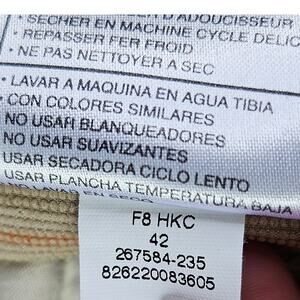 D'ADOUCISSEUR
• SECHER EN MACHINE CYCLE DELIC
• REPASSER FER FROID
• NE PAS NETTOYER A SEC
• LAVAR A MAQUINA EN AGUA TIBIA
• CON COLORES SIMILARES
NO USAR BLANQUEADORES
NO USAR SUAVIZANTES
USAR SECADORA CICLO LENTO
USAR PLANCHA TEMPERATURA BAJA
F8 HKC
42
267584-235
826220083605